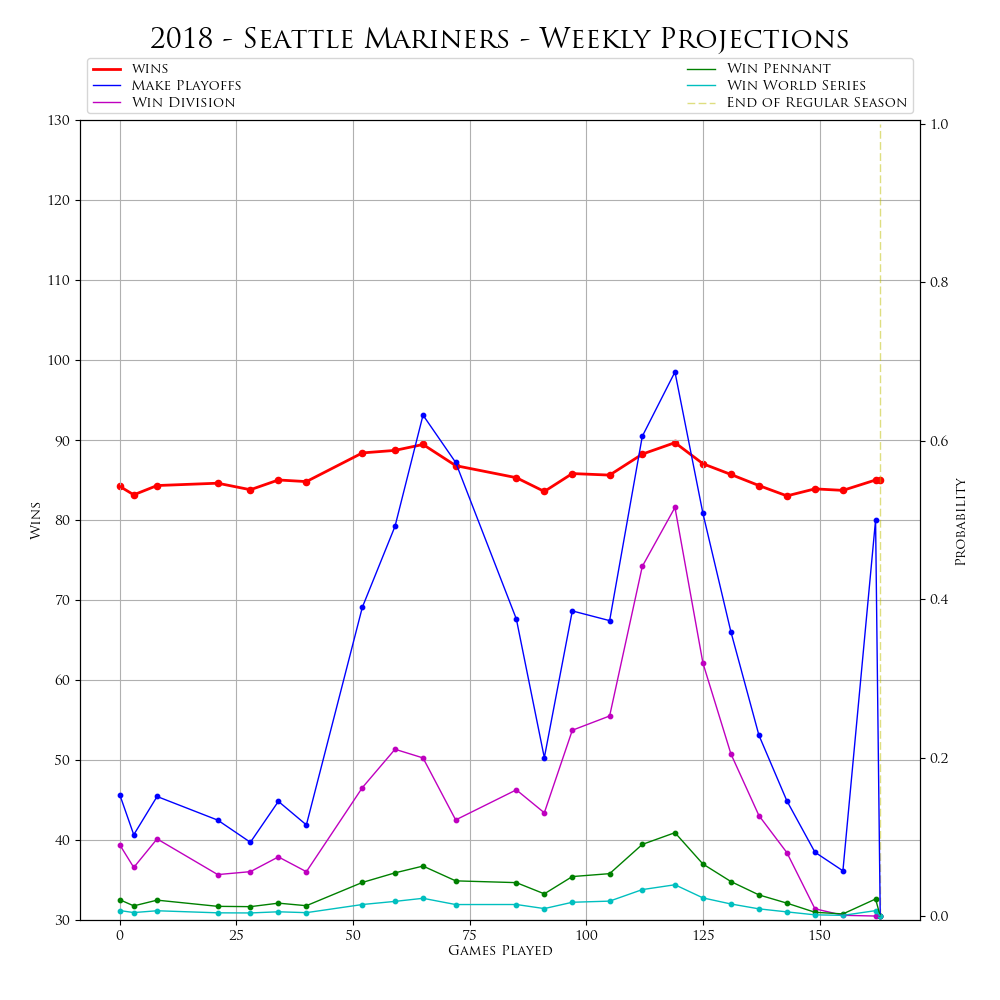 2018 - Seattle Mariners - Weekly Projections
wins
Make Playoffs
Win Division
Win Pennant
Win World Series
End of Regular Season
130
120
110
100
90
80
70
60
50
40
30
Wins
1.0
0.8
0.6
0.4
0.2
0.0
Probability
0 25 50 75 100 125 150
Games Played